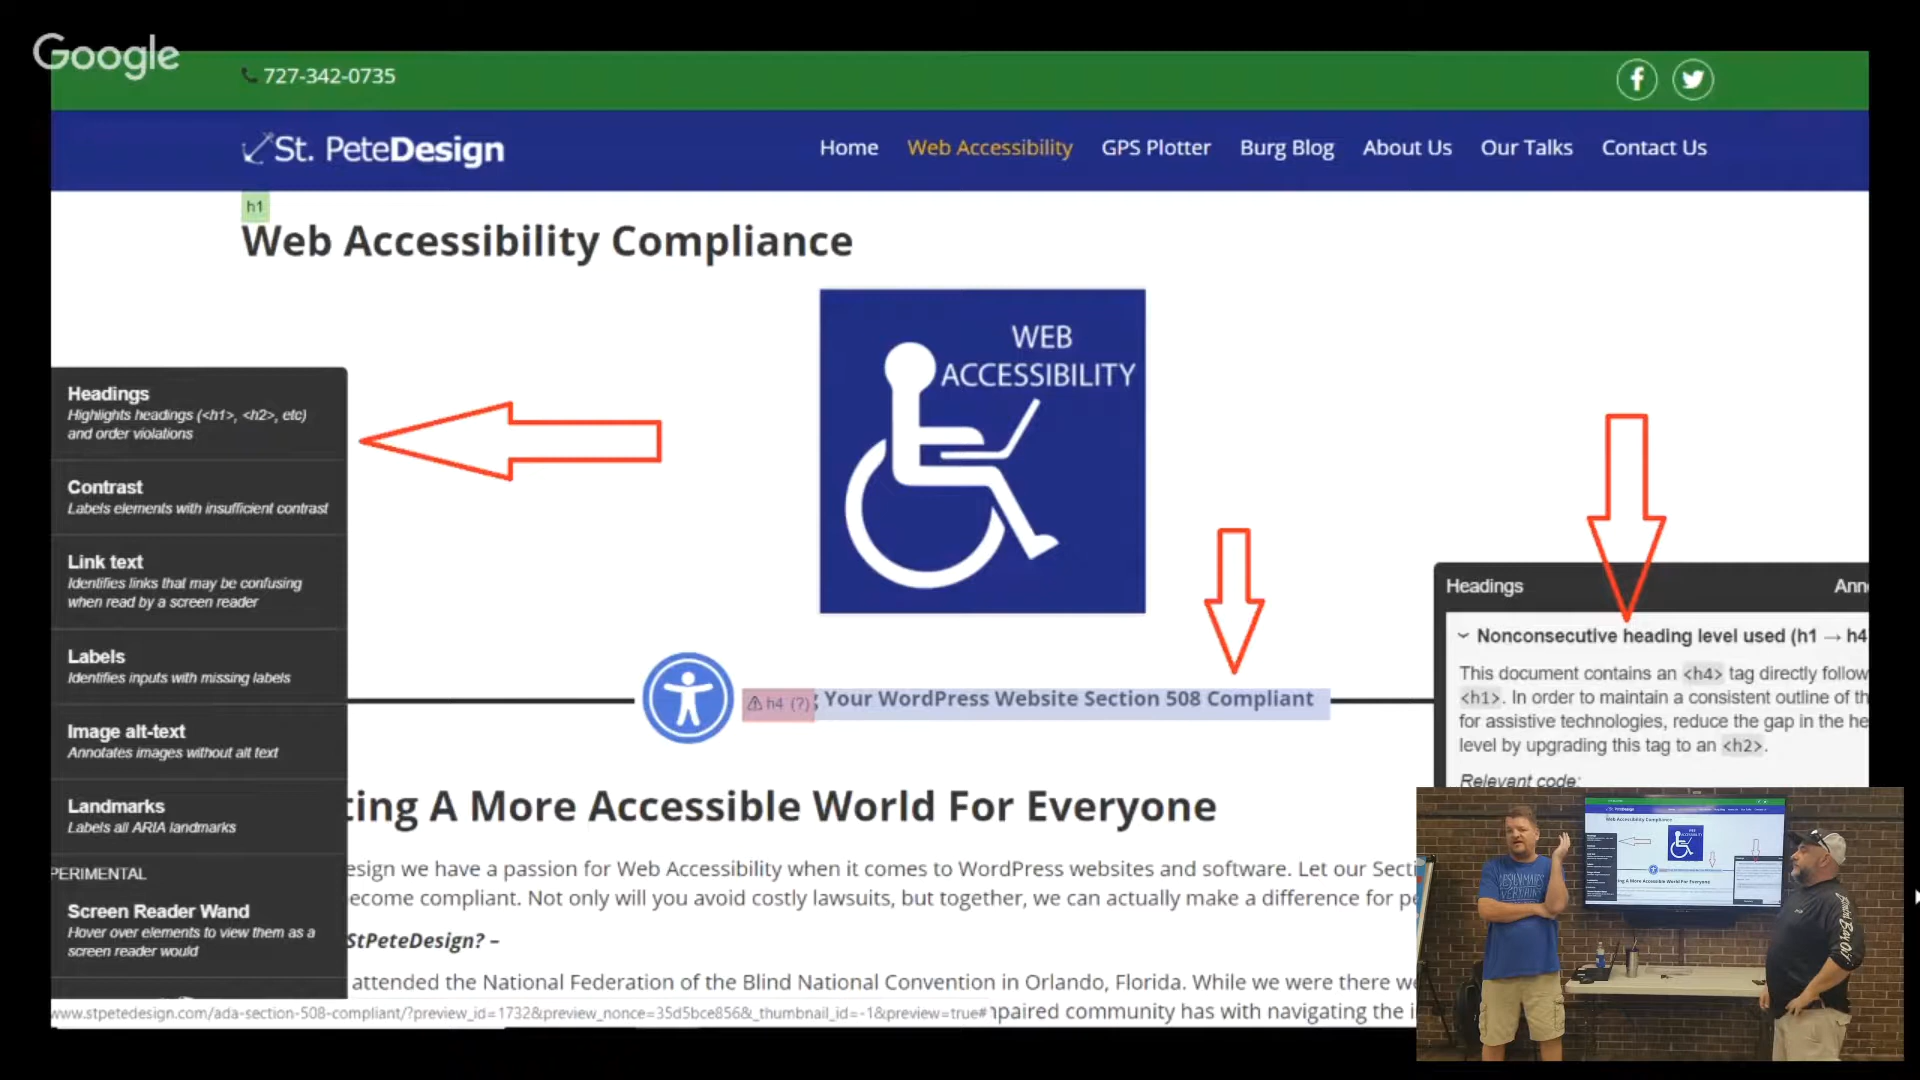 Google
727-342-0735
St. PeteDesign
Home Web Accessibility GPS Plotter Burg Blog About Us Our Talks Contact Us
h1
Web Accessibility Compliance
WEB
ACCESSIBILITY
Headings
Highlights headings (<h1>, <h2>, etc)
and order violations
Contrast
Labels elements with insufficient contrast
Link text
Identifies links that may be confusing
when read by a screen reader
Labels
Identifies inputs with missing labels
Image alt-text
Annotates images without alt text
Landmarks
Labels all ARIA landmarks
PERIMENTAL
Screen Reader Wand
Hover over elements to view them as a
screen reader would
h4 (?) g Your WordPress Website Section 508 Compliant
Headings Anno
Nonconsecutive heading level used (h1 → h4
This document contains an <h4> tag directly follow
<h1>. In order to maintain a consistent outline of th
for assistive technologies, reduce the gap in the he
level by upgrading this tag to an <h2>.
Relevant code:
ting A More Accessible World For Everyone
esign we have a passion for Web Accessibility when it comes to WordPress websites and software. Let our Secti
ecome compliant. Not only will you avoid costly lawsuits, but together, we can actually make a difference for pe
StPeteDesign? –
attended the National Federation of the Blind National Convention in Orlando, Florida. While we were there we
www.stpetedesign.com/ada-section-508-compliant/?preview_id=1732&preview_nonce=35d5bce856&_thumbnail_id=-1&preview=true# paired community has with navigating the i